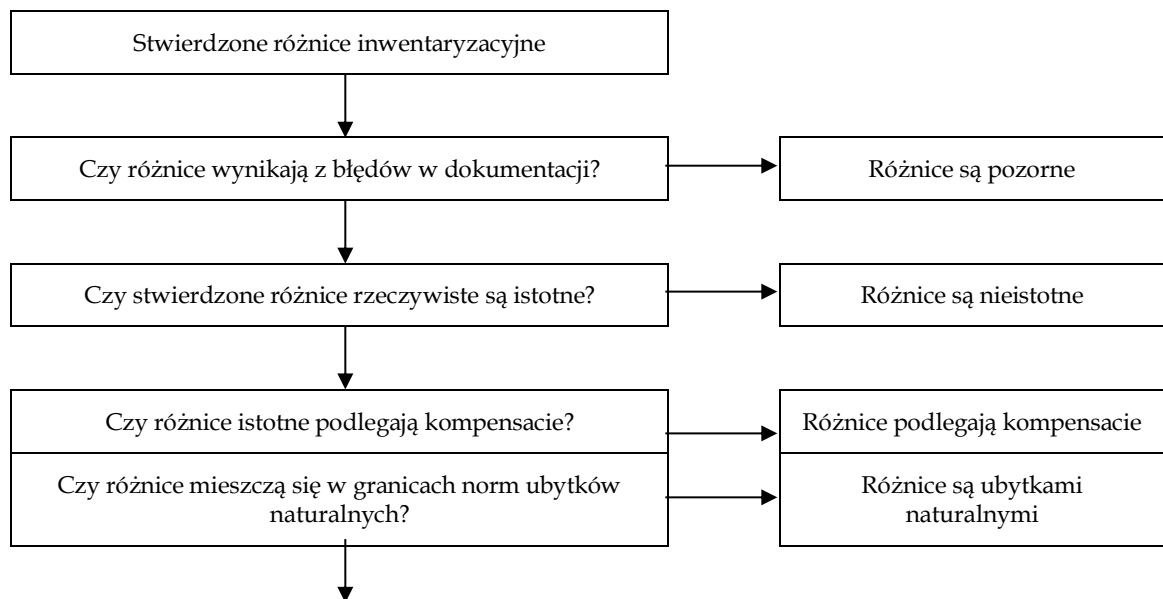 Stwierdzone różnice inwentaryzacyjne
Czy różnice wynikają z błędów w dokumentacji?
Różnice są pozorne
Czy stwierdzone różnice rzeczywiste są istotne?
Różnice są nieistotne
Czy różnice istotne podlegają kompensacie?
Różnice podlegają kompensacie
Czy różnice mieszczą się w granicach norm ubytków
naturalnych?
Różnice są ubytkami
naturalnymi